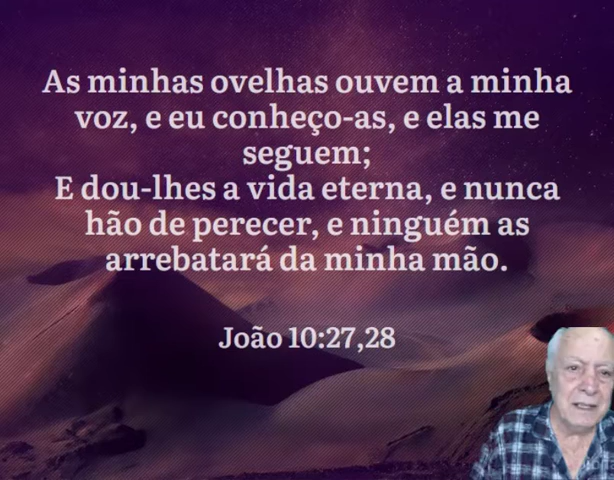 As minhas ovelhas ouvem a minha
voz, e eu conheço-as, e elas me
seguem;
E dou-lhes a vida eterna, e nunca
hão de perecer, e ninguém as
arrebatará da minha mão.
João 10:27,28